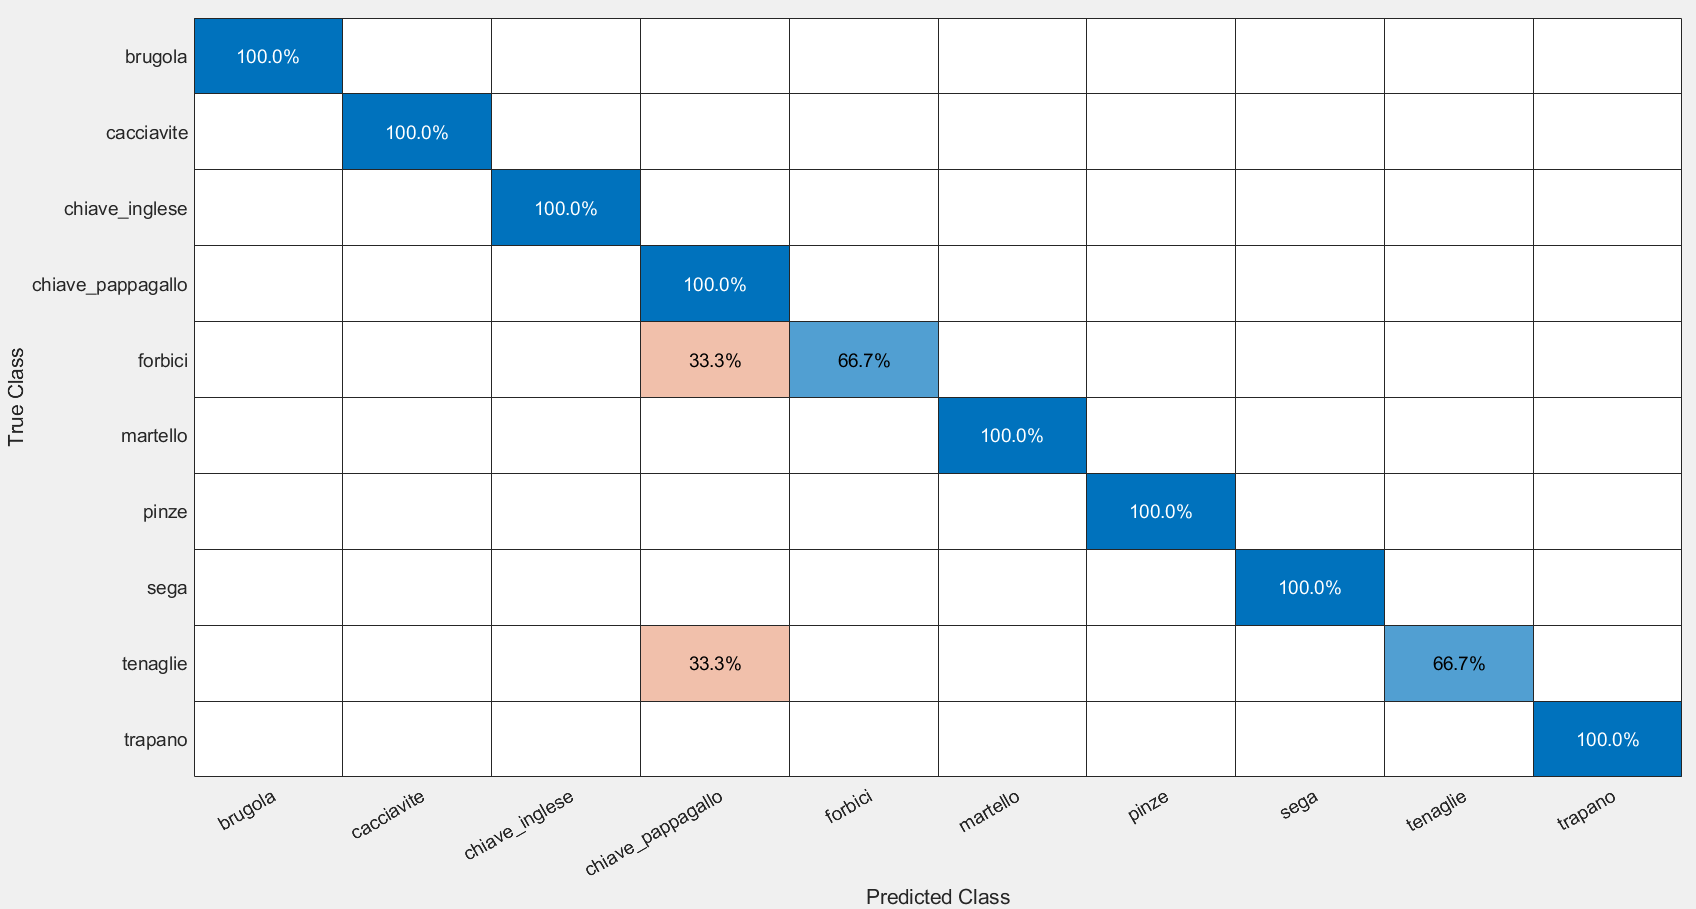 True Class
brugola 100.0%
cacciavite 100.0%
chiave_inglese 100.0%
chiave_pappagallo 100.0%
forbici 33.3% 66.7%
martello 100.0%
pinze 100.0%
sega 100.0%
tenaglie 33.3% 66.7%
trapano 100.0%
brugola cacciavite chiave_inglese chiave_pappagallo forbici martello pinze sega tenaglie trapano
Predicted Class